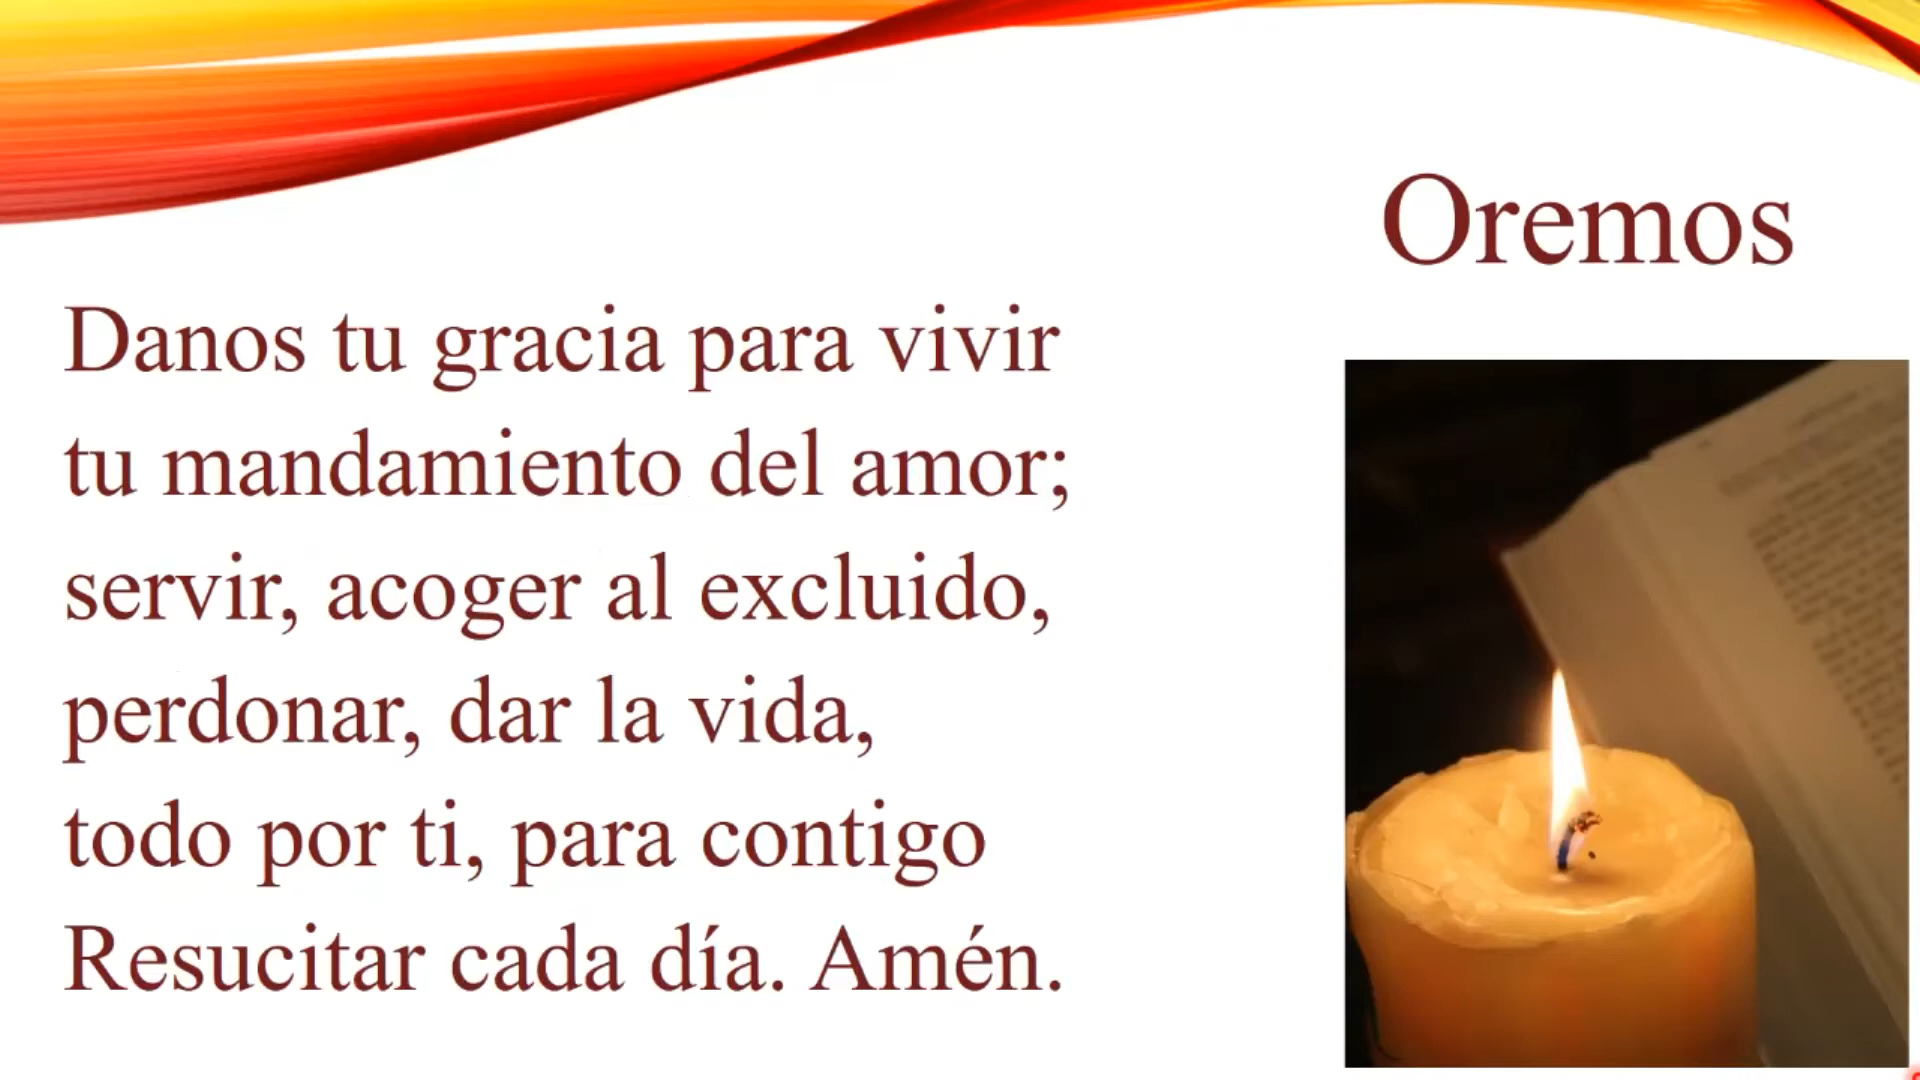 Oremos
Danos tu gracia para vivir
tu mandamiento del amor;
servir, acoger al excluido,
perdonar, dar la vida,
todo por ti, para contigo
Resucitar cada día. Amén.